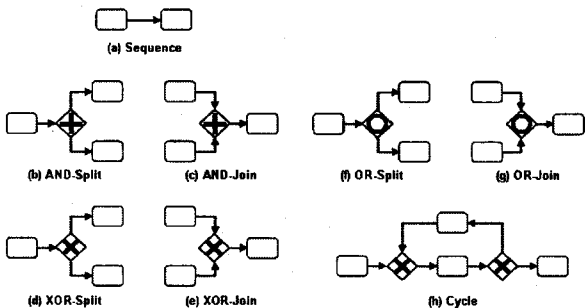 (a) Sequence
(b) AND-Split
(c) AND-Join
(f) OR-Split
(g) OR-Join
(d) XOR-Split
(e) XOR-Join
(h) Cycle